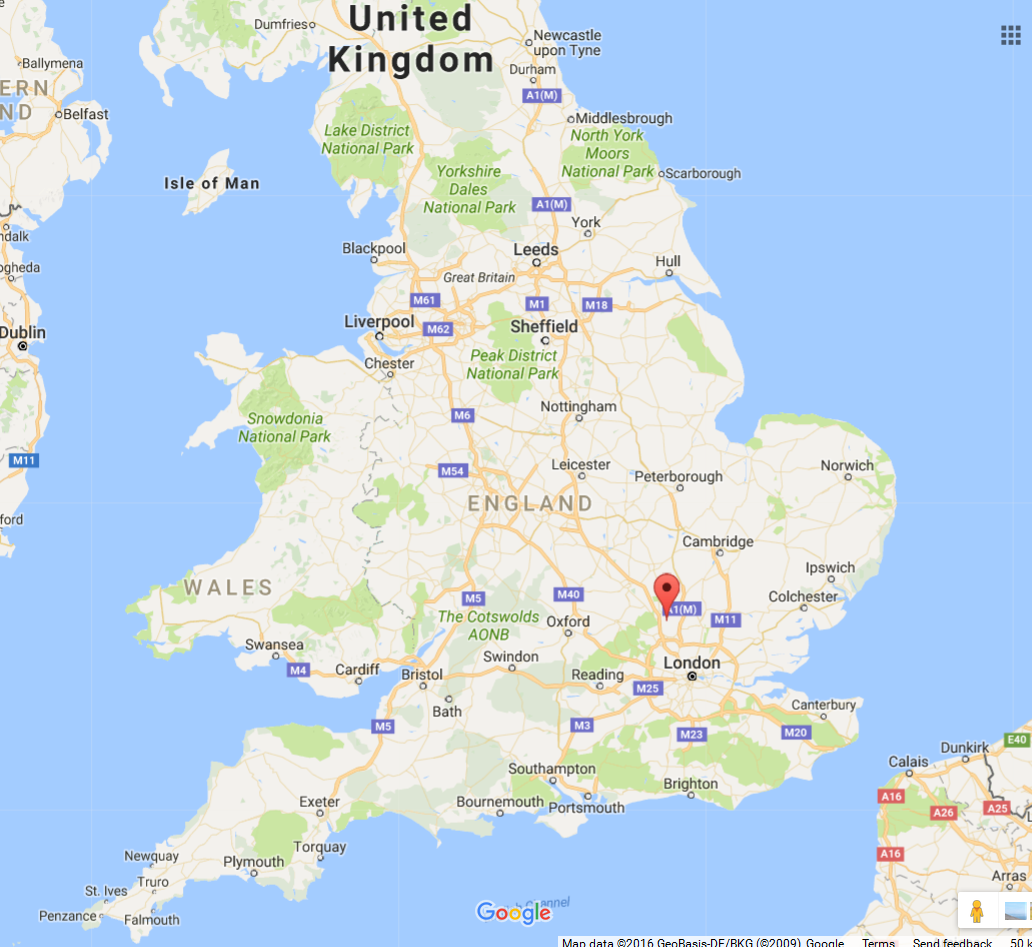 United
Kingdom
Dumfries
Newcastle
upon Tyne
Ballymena
Durham
A1(M)
ERN
ND
Belfast
Middlesbrough
Lake District
National Park
North York
Moors
National Park
Scarborough
Yorkshire
Dales
National Park
Isle of Man
A1(M)
York
ndalk
Blackpool
Leeds
Hull
ogheda
Great Britain
M61
M1
M18
Liverpool
M62
Sheffield
Dublin
Chester
Peak District
National Park
Nottingham
M6
Snowdonia
National Park
M11
M54
Leicester
Peterborough
Norwich
ENGLAND
ford
Cambridge
Ipswich
WALES
M5
M40
Colchester
A1(M)
The Cotswolds
AONB
Oxford
M11
Swansea
Swindon
London
M4
Cardiff
Bristol
Reading
M25
Bath
Canterbury
M5
M3
M23
M20
E40
Dunkirk
Calais
Southampton
Brighton
Bournemouth
Portsmouth
A16
A26
A25
Exeter
Torquay
Newquay
Plymouth
A16
Truro
Arras
St. Ives
Penzance
Falmouth
Google
Channel
Map data ©2016 GeoBasis-DE/BKG (©2009), Google
Terms
Send feedback
50